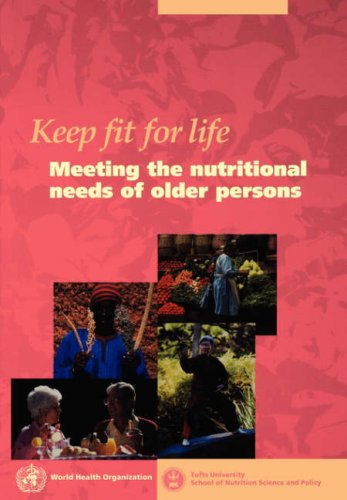 Keep fit for life
Meeting the nutritional
needs of older persons
World Health Organization
Tufts University
School of Nutrition Science and Policy